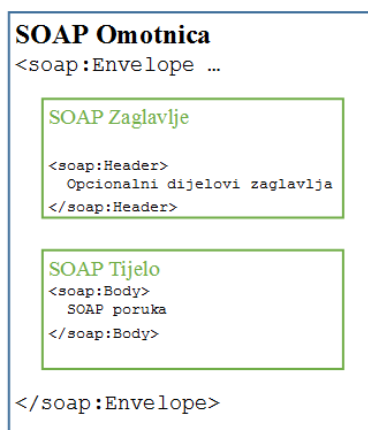 SOAP Omotnica
<soap:Envelope …
SOAP Zaglavlje
<soap:Header>
Opcionalni dijelovi zaglavlja
</soap:Header>
SOAP Tijelo
<soap:Body>
SOAP poruka
</soap:Body>
</soap:Envelope>